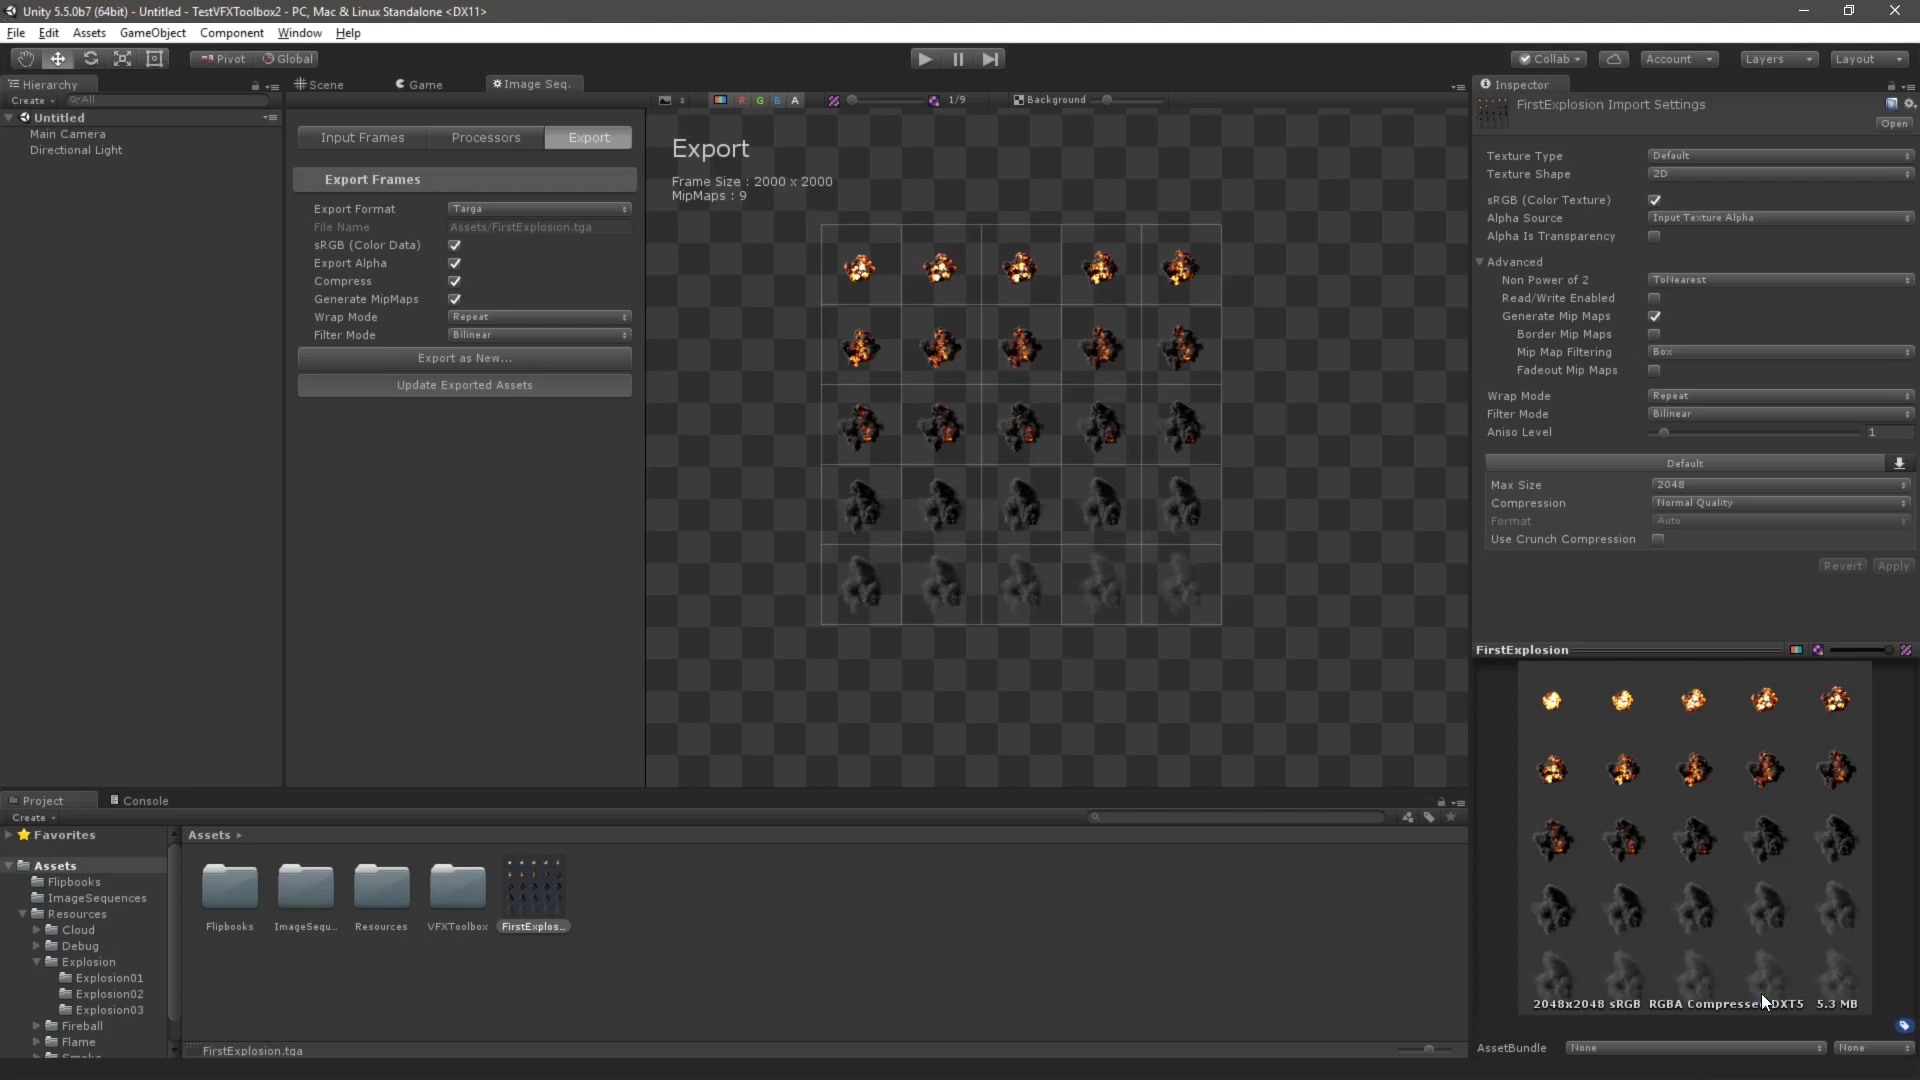 Unity 5.5.0b7 (64bit) - Untitled - TestVFXToolbox2 - PC, Mac & Linux Standalone <DX11>
File Edit Assets GameObject Component Window Help
Pivot Global Collab Account Layers Layout
Hierarchy
Create All
Untitled
Main Camera
Directional Light
Scene Game Image Seq.
Input Frames Processors Export
Export Frames
Export Format Targa
File Name Assets/FirstExplosion.tga
sRGB (Color Data)
Export Alpha
Compress
Generate MipMaps
Wrap Mode Repeat
Filter Mode Bilinear
Export as New...
Update Exported Assets
R G B A 1/9 Background
Export
Frame Size : 2000 x 2000
MipMaps : 9
Inspector
FirstExplosion Import Settings
Open
Texture Type Default
Texture Shape 2D
sRGB (Color Texture)
Alpha Source Input Texture Alpha
Alpha Is Transparency
Advanced
Non Power of 2 ToNearest
Read/Write Enabled
Generate Mip Maps
Border Mip Maps
Mip Map Filtering Box
Fadeout Mip Maps
Wrap Mode Repeat
Filter Mode Bilinear
Aniso Level 1
Default
Max Size 2048
Compression Normal Quality
Format Auto
Use Crunch Compression
Revert Apply
FirstExplosion
2048x2048 sRGB RGBA Compressed DXT5 5.3 MB
AssetBundle None None
Project Console
Create
Favorites
Assets
Flipbooks
ImageSequences
Resources
Cloud
Debug
Explosion
Explosion01
Explosion02
Explosion03
Fireball
Flame
Smoke
Assets
Flipbooks ImageSequ... Resources VFXToolbox FirstExplos...
FirstExplosion.tga